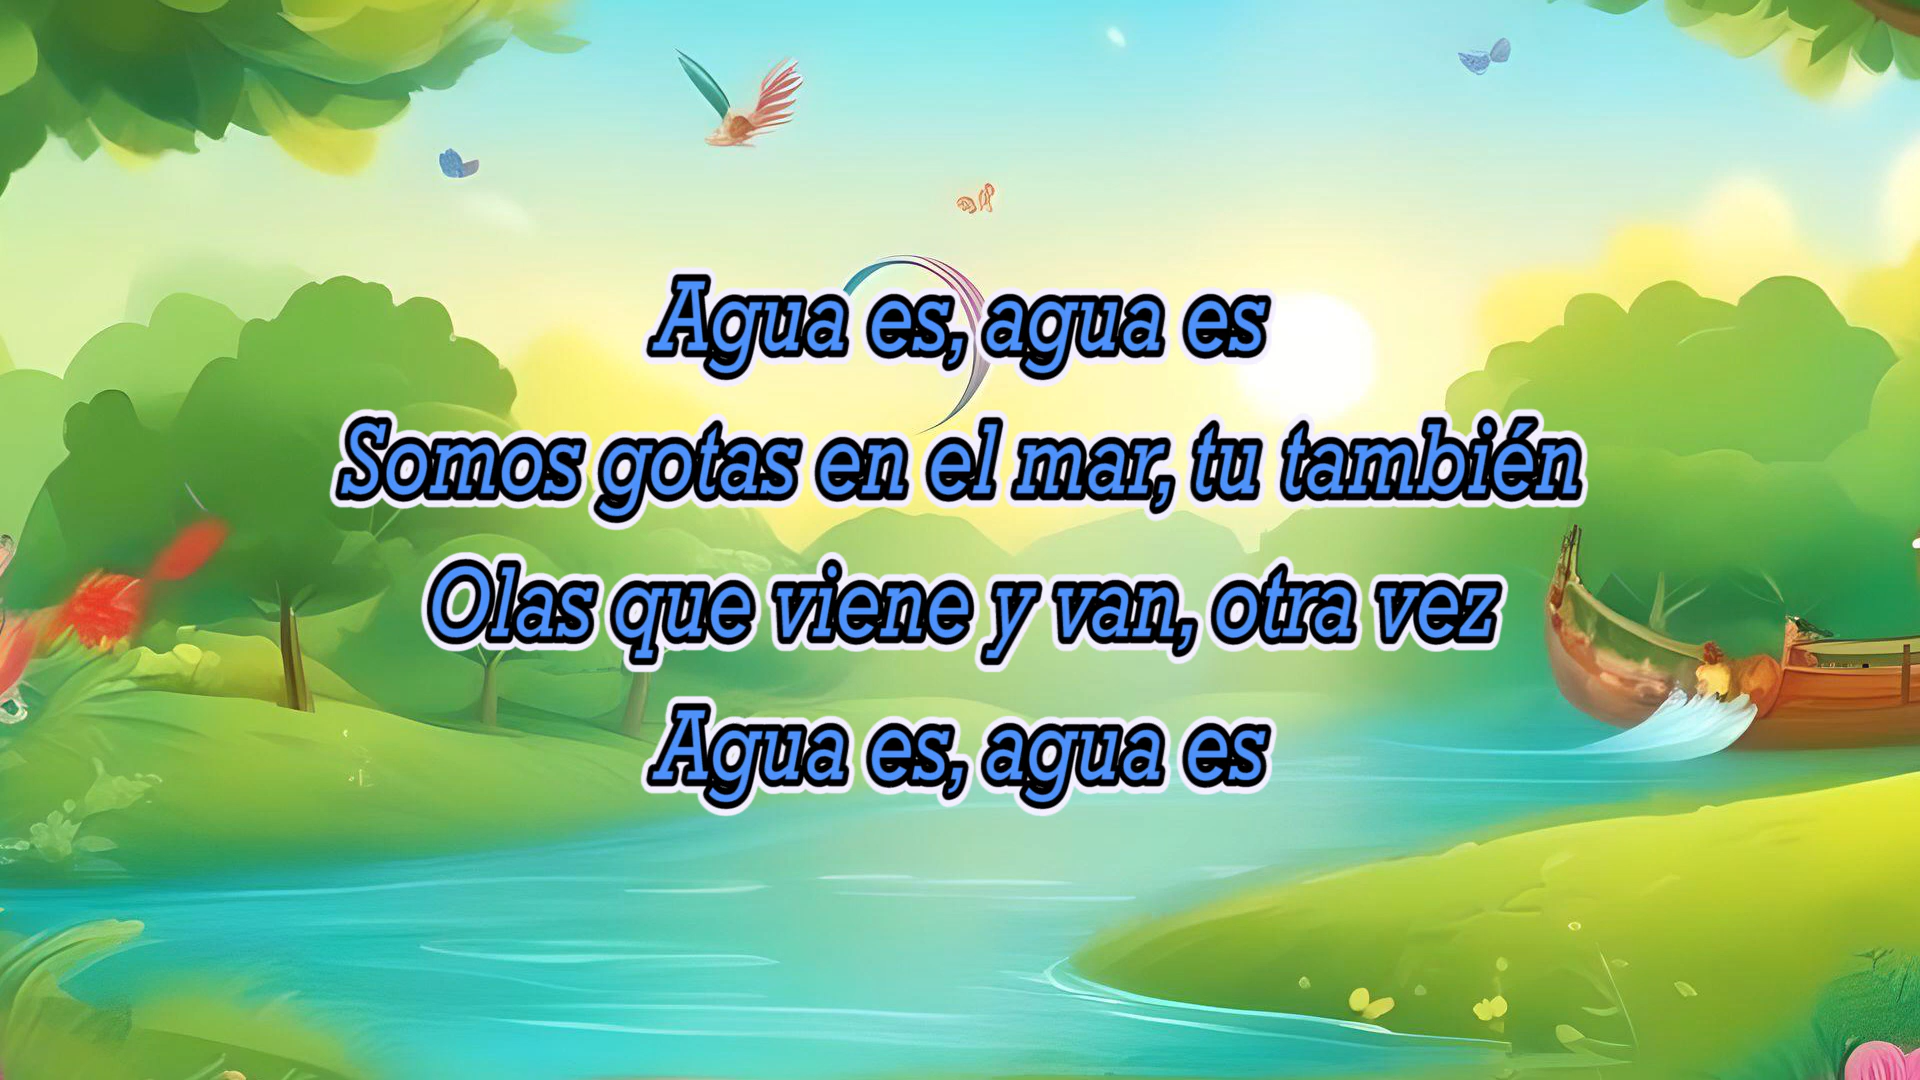 Agua es, agua es
Somos gotas en el mar, tu también
Olas que viene y van, otra vez
Agua es, agua es